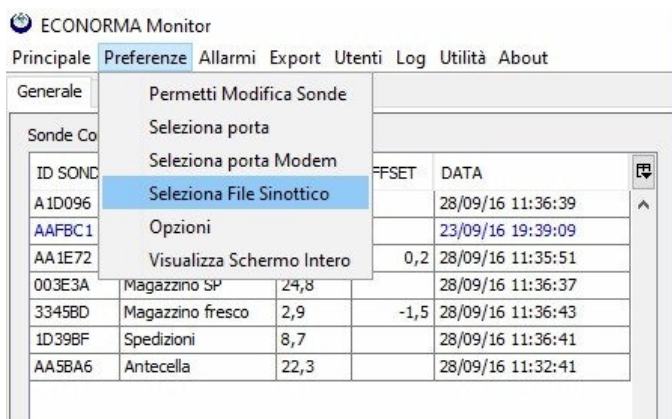 ECONORMA Monitor
Principale Preferenze Allarmi Export Utenti Log Utilità About
Generale
Permetti Modifica Sonde
Seleziona porta
Seleziona porta Modem
Seleziona File Sinottico
Opzioni
Visualizza Schermo Intero
Sonde Co
ID SOND FFSET DATA
A1D096 28/09/16 11:36:39
AAFBC1 23/09/16 19:39:09
AA1E72 0,2 28/09/16 11:35:51
003E3A Magazzino SP 24,8 28/09/16 11:36:37
3345BD Magazzino fresco 2,9 -1,5 28/09/16 11:36:43
1D39BF Spedizioni 8,7 28/09/16 11:36:41
AA5BA6 Antecella 22,3 28/09/16 11:32:41